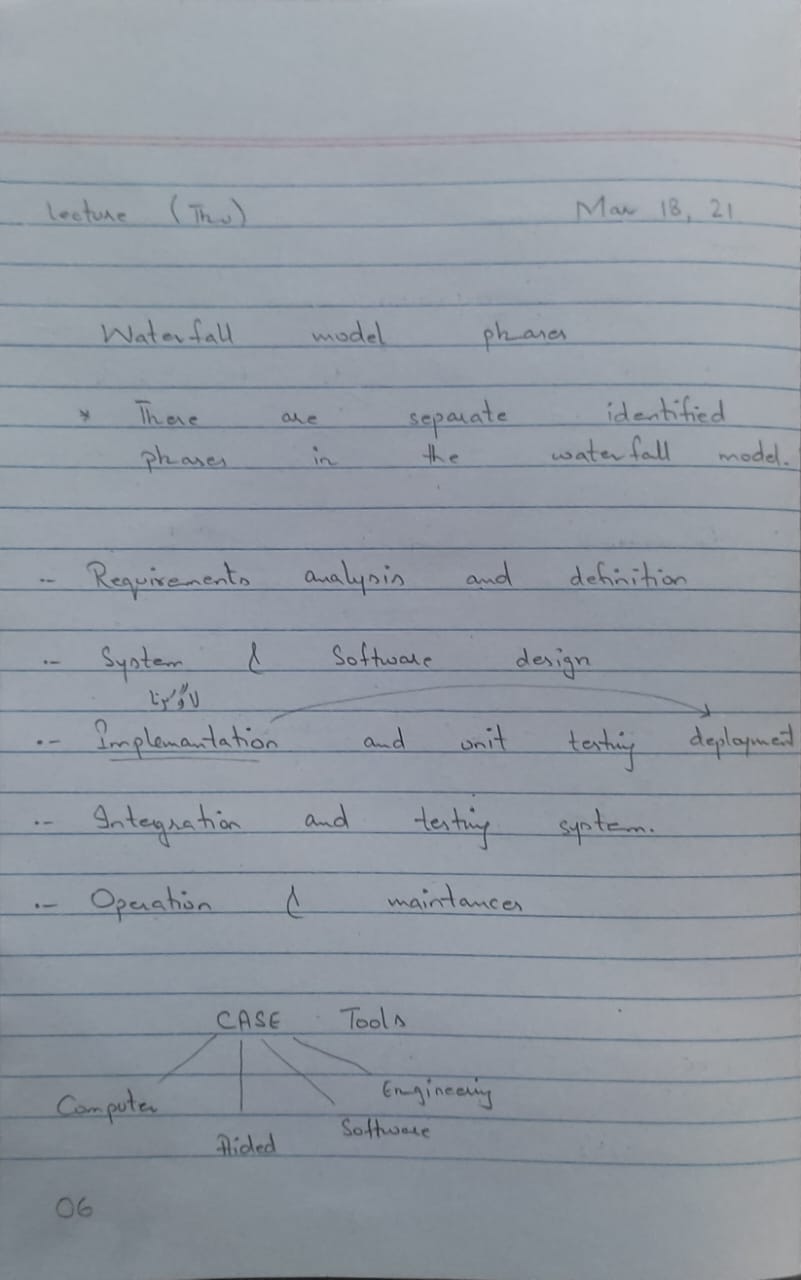 Lecture (Thu) Mar 18, 21
Waterfall model phases
* There are separate identified
phases in the waterfall model.
·– Requirements analysis and definition
·– System & Software design
لاگو کرنا
·– Implemantation and unit testing deployment
·– Integration and testing system.
·– Operation & maintances
CASE Tools
Computer Aided Software Engineering
06